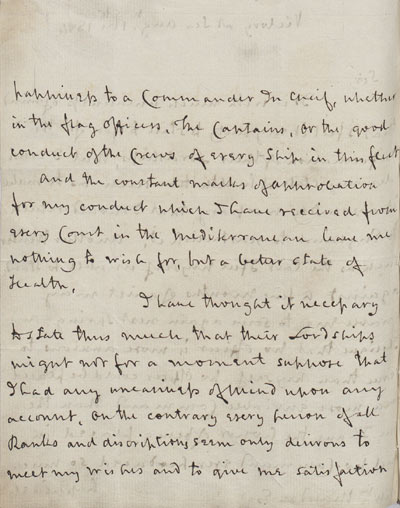 happiness to a Commander In Cheif, whether
in the flag officers, the Captains, or the good
conduct of the Crews of every Ship in this fleet
and the constant marks of approbation
for my conduct which I have received from
every Court in the Mediterranean leave me
nothing to wish for, but a better state of
Health.
I have thought it necessary
to state thus much, that their Lordships
might not for a moment suppose that
I had any uneasiness of mind upon any
account, on the contrary every person of all
Ranks and discriptions seem only desirous to
meet my wishes and to give me satisfaction